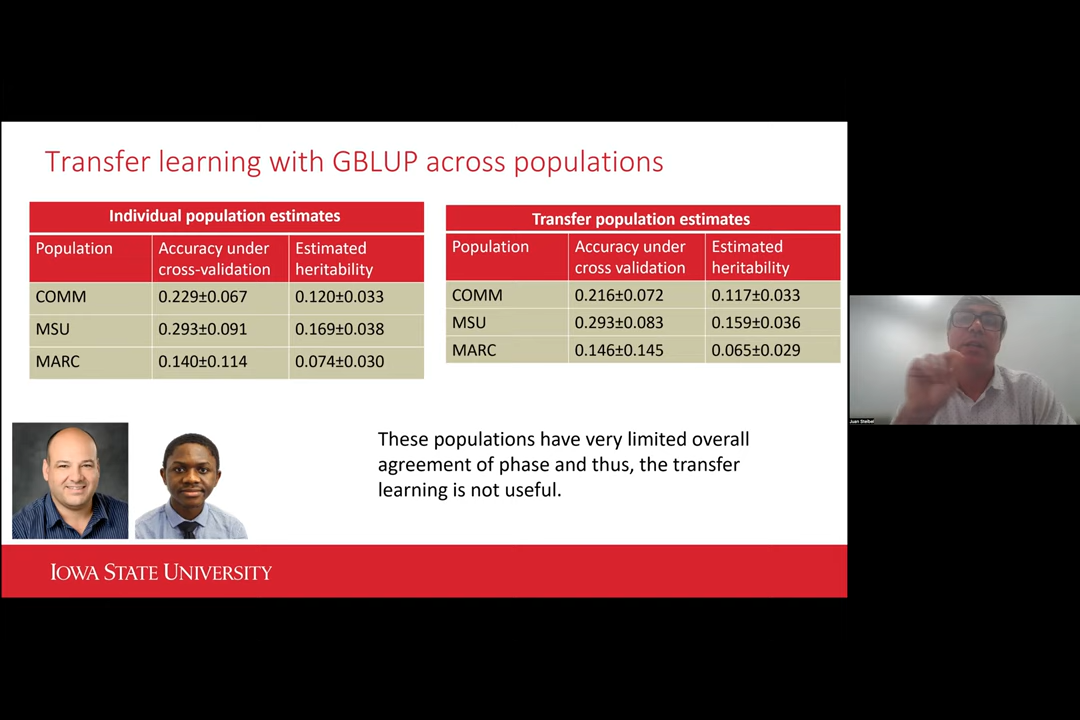 Transfer learning with GBLUP across populations
Individual population estimates
Population Accuracy under cross-validation Estimated heritability
COMM 0.229±0.067 0.120±0.033
MSU 0.293±0.091 0.169±0.038
MARC 0.140±0.114 0.074±0.030
Transfer population estimates
Population Accuracy under cross validation Estimated heritability
COMM 0.216±0.072 0.117±0.033
MSU 0.293±0.083 0.159±0.036
MARC 0.146±0.145 0.065±0.029
These populations have very limited overall
agreement of phase and thus, the transfer
learning is not useful.
IOWA STATE UNIVERSITY
Juan Steibel